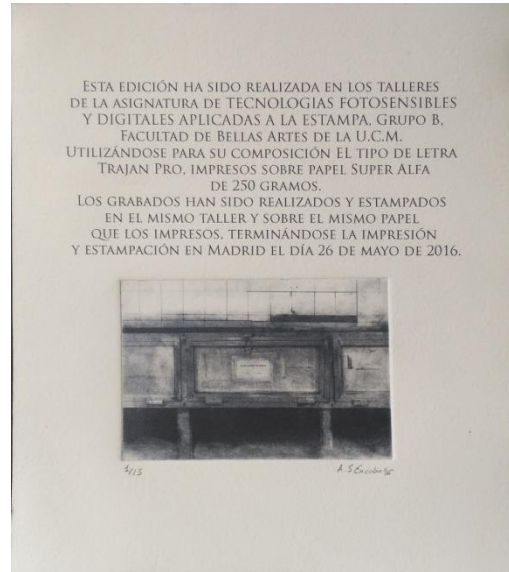 ESTA EDICIÓN HA SIDO REALIZADA EN LOS TALLERES
DE LA ASIGNATURA DE TECNOLOGIAS FOTOSENSIBLES
Y DIGITALES APLICADAS A LA ESTAMPA, GRUPO B,
FACULTAD DE BELLAS ARTES DE LA U.C.M.
UTILIZÁNDOSE PARA SU COMPOSICIÓN EL TIPO DE LETRA
TRAJAN PRO, IMPRESOS SOBRE PAPEL SUPER ALFA
DE 250 GRAMOS.
LOS GRABADOS HAN SIDO REALIZADOS Y ESTAMPADOS
EN EL MISMO TALLER Y SOBRE EL MISMO PAPEL
QUE LOS IMPRESOS, TERMINÁNDOSE LA IMPRESIÓN
Y ESTAMPACIÓN EN MADRID EL DÍA 26 DE MAYO DE 2016.
1/15 A. S.